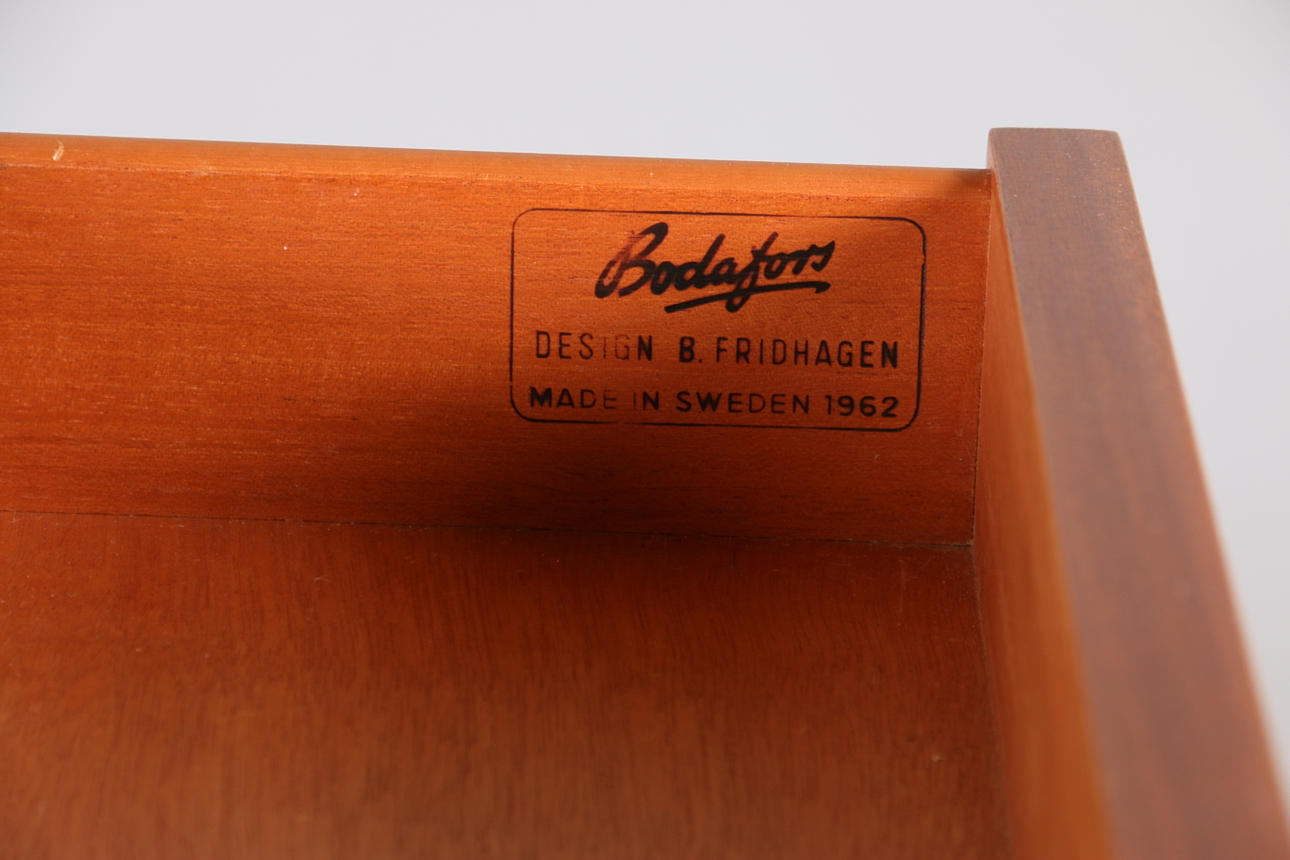 Bodafors
DESIGN B. FRIDHAGEN
MADE IN SWEDEN 1962